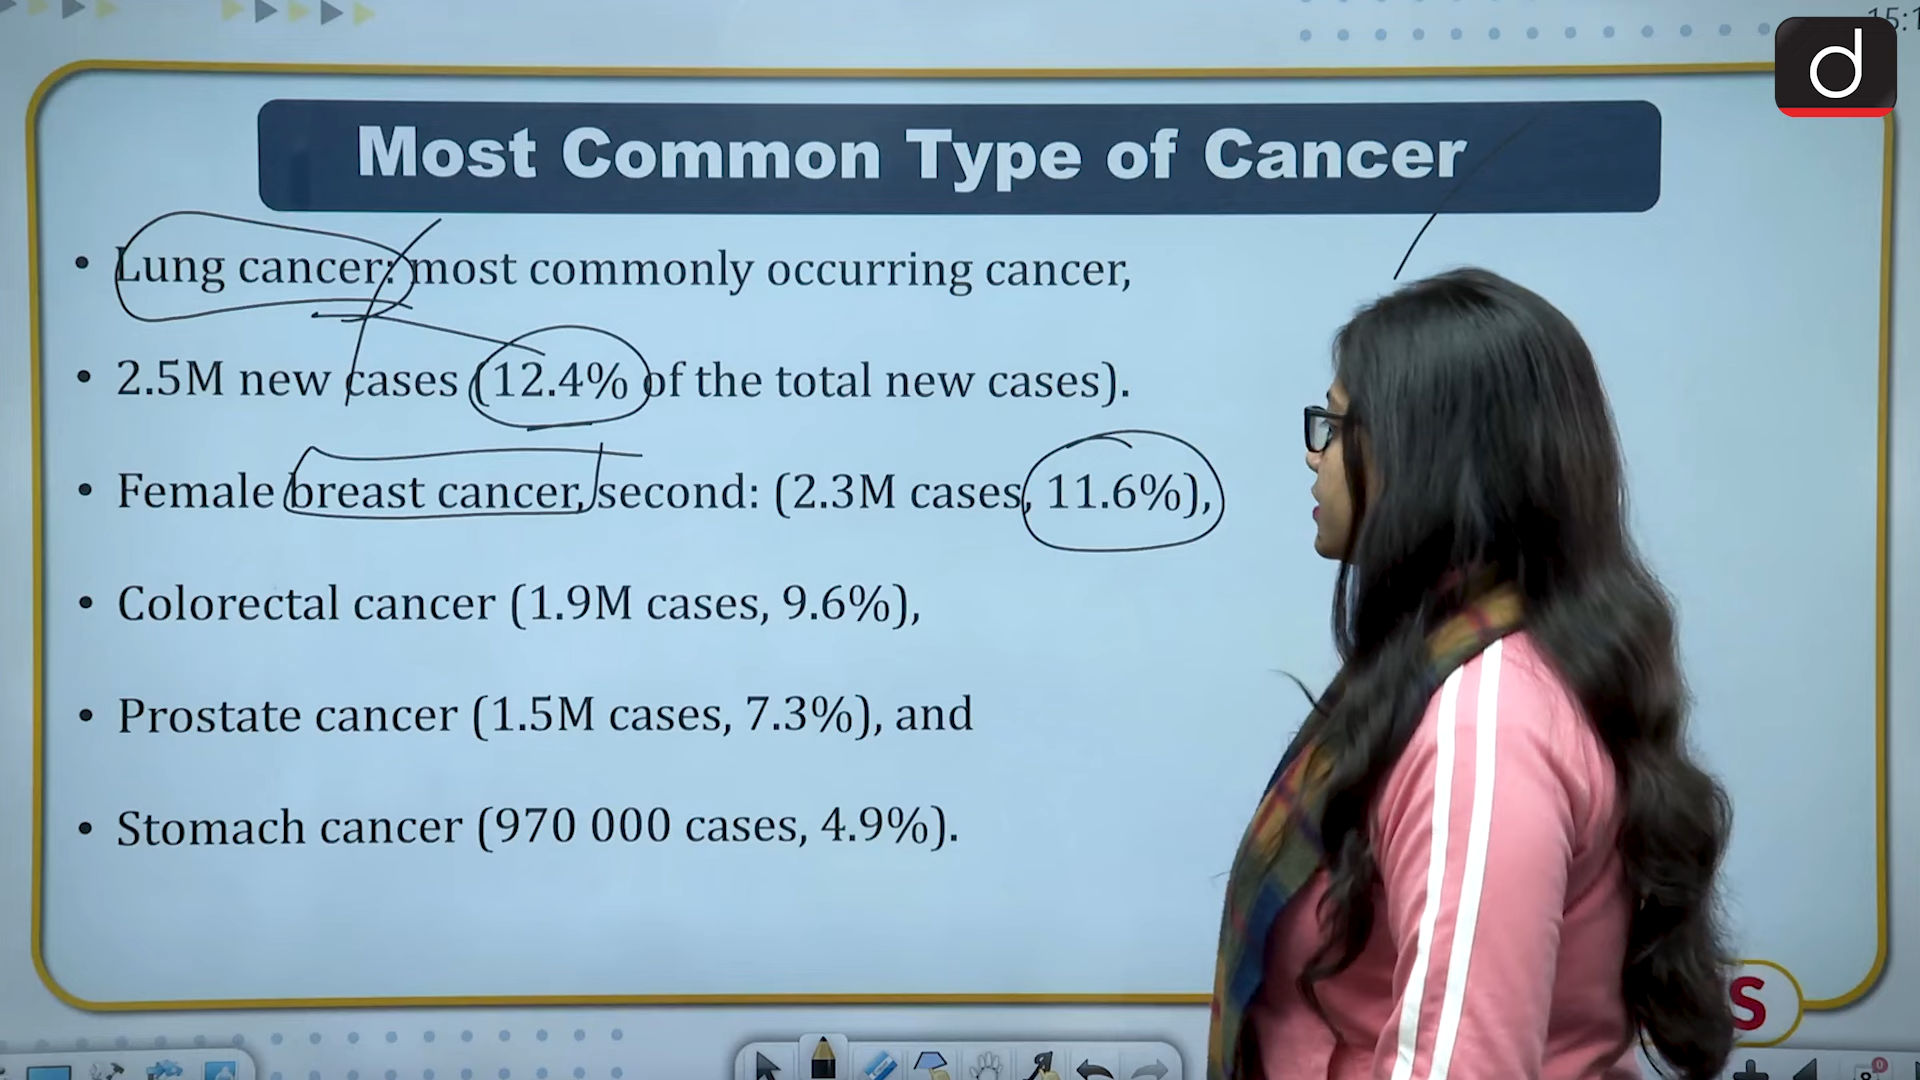 15:1
d
Most Common Type of Cancer
• Lung cancer: most commonly occurring cancer,
• 2.5M new cases (12.4% of the total new cases).
• Female breast cancer, second: (2.3M cases, 11.6%),
• Colorectal cancer (1.9M cases, 9.6%),
• Prostate cancer (1.5M cases, 7.3%), and
• Stomach cancer (970 000 cases, 4.9%).
S